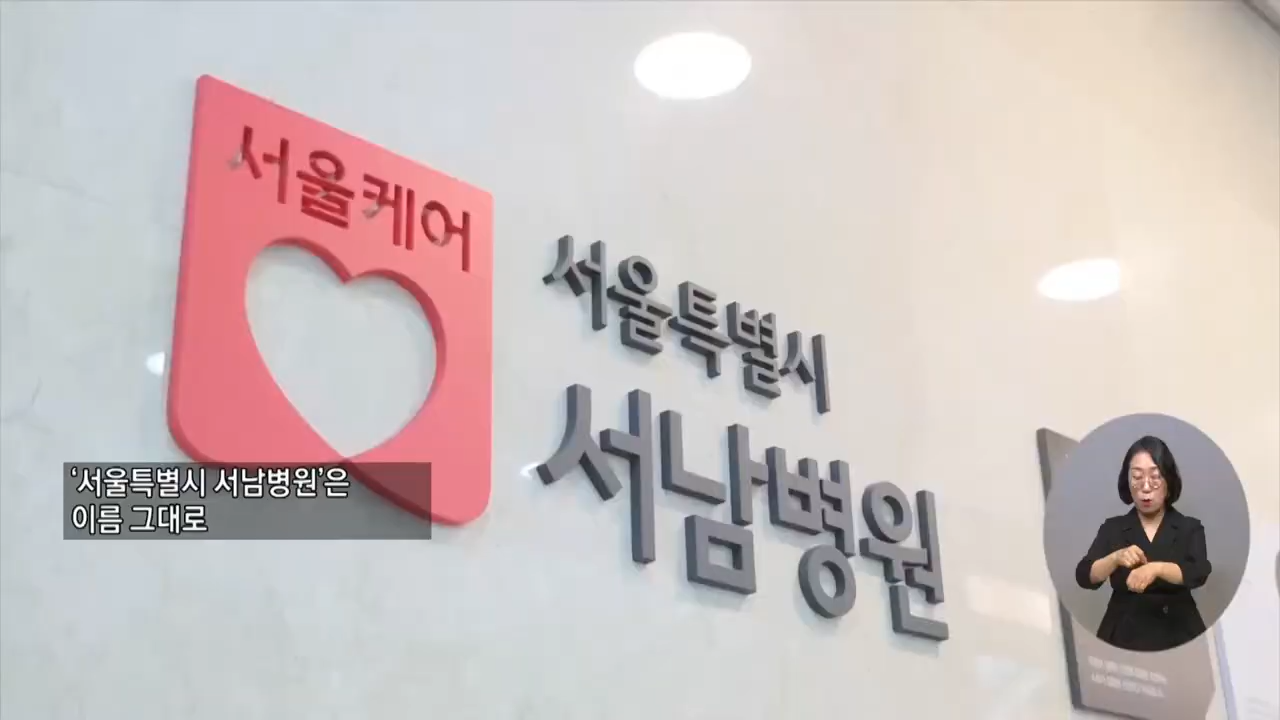 서울케어
서울특별시
서남병원
‘서울특별시 서남병원’은
이름 그대로